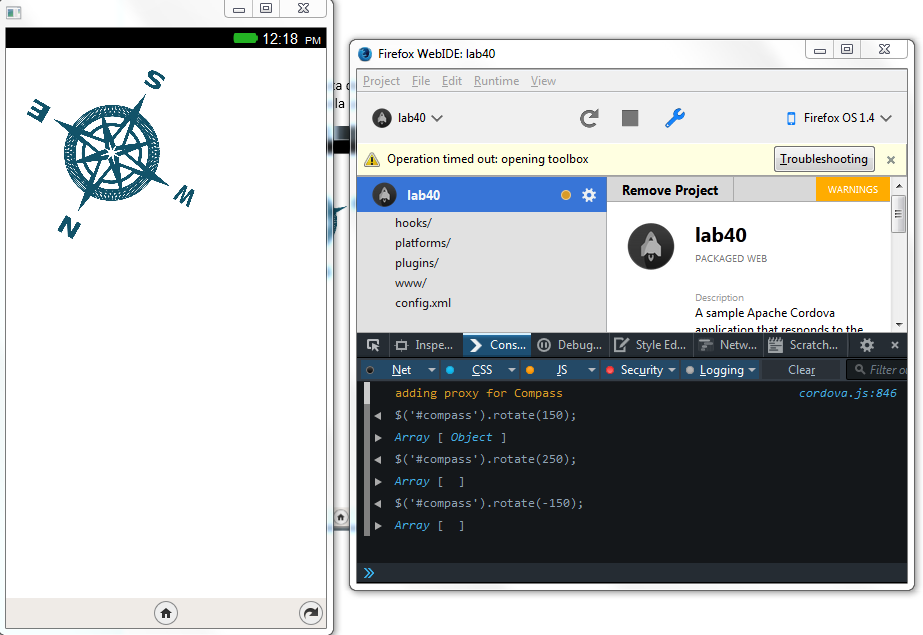 12:18 PM
S
E
W
N
ta d
la
Firefox WebIDE: lab40
Project File Edit Runtime View
lab40 Firefox OS 1.4
Operation timed out: opening toolbox Troubleshooting
lab40
hooks/
platforms/
plugins/
www/
config.xml
Remove Project WARNINGS
lab40
PACKAGED WEB
Description
A sample Apache Cordova
application that responds to the
Inspe... Cons... Debug... Style Ed... Netw... Scratch...
Net CSS JS Security Logging Clear Filter ou
adding proxy for Compass cordova.js:846
$('#compass').rotate(150);
Array [ Object ]
$('#compass').rotate(250);
Array [ ]
$('#compass').rotate(-150);
Array [ ]